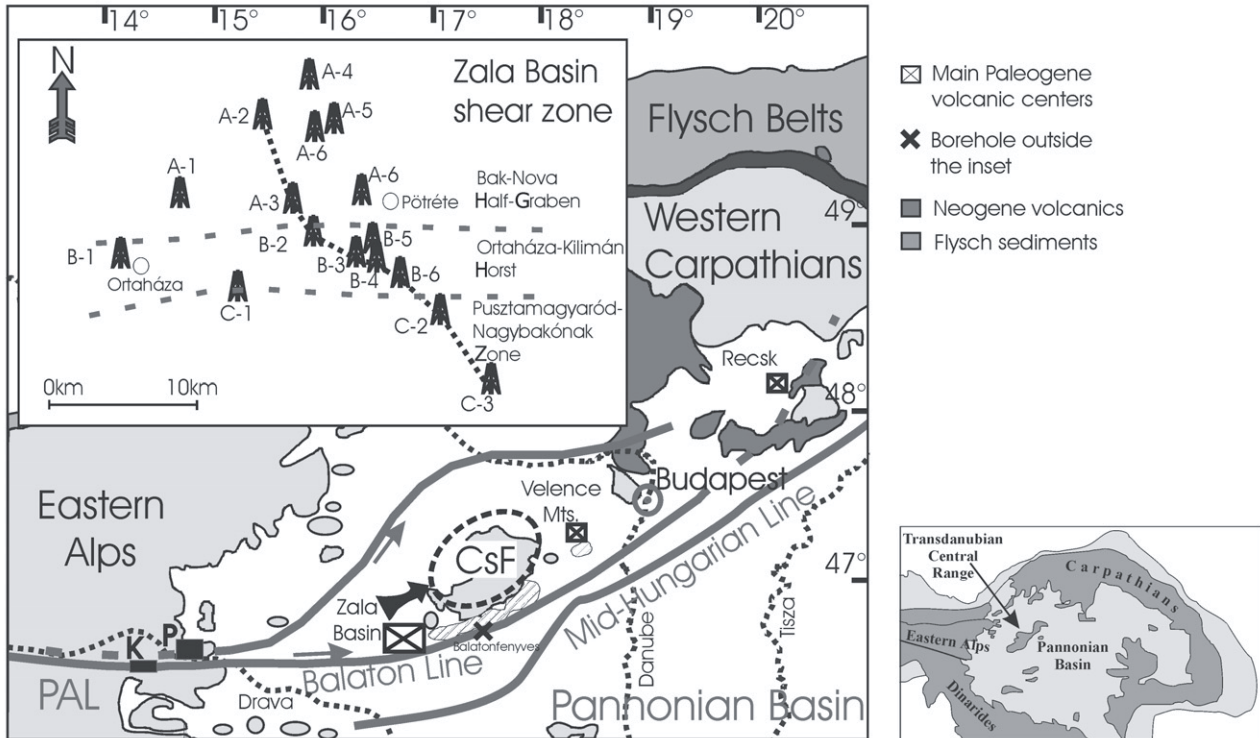 14°
15°
16°
17°
18°
19°
20°
N
Zala Basin
shear zone
A-4
A-2
A-5
A-6
A-1
A-6
A-3
Pötréte
Bak-Nova
Half-Graben
B-1
B-2
B-5
B-3
B-4
B-6
Ortaháza
Ortaháza-Kilimán
Horst
C-1
C-2
Pusztamagyaród-
Nagybakónak
Zone
C-3
0km
10km
Flysch Belts
Western
Carpathians
49°
Recsk
48°
Eastern
Alps
Budapest
Velence
Mts.
CsF
47°
Zala
Basin
Balatonfenyves
Mid-Hungarian Line
Balaton Line
Danube
Tisza
K
P
PAL
Drava
Pannonian Basin
Main Paleogene
volcanic centers
Borehole outside
the inset
Neogene volcanics
Flysch sediments
Transdanubian
Central
Range
Carpathians
Eastern Alps
Pannonian
Basin
Dinarides